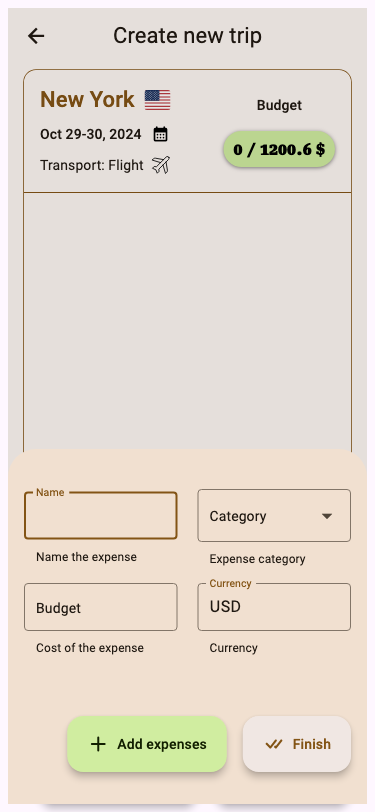 Create new trip
New York
Budget
Oct 29-30, 2024
0 / 1200.6 $
Transport: Flight
Name
Category
Name the expense
Expense category
Currency
Budget
USD
Cost of the expense
Currency
Add expenses
Finish